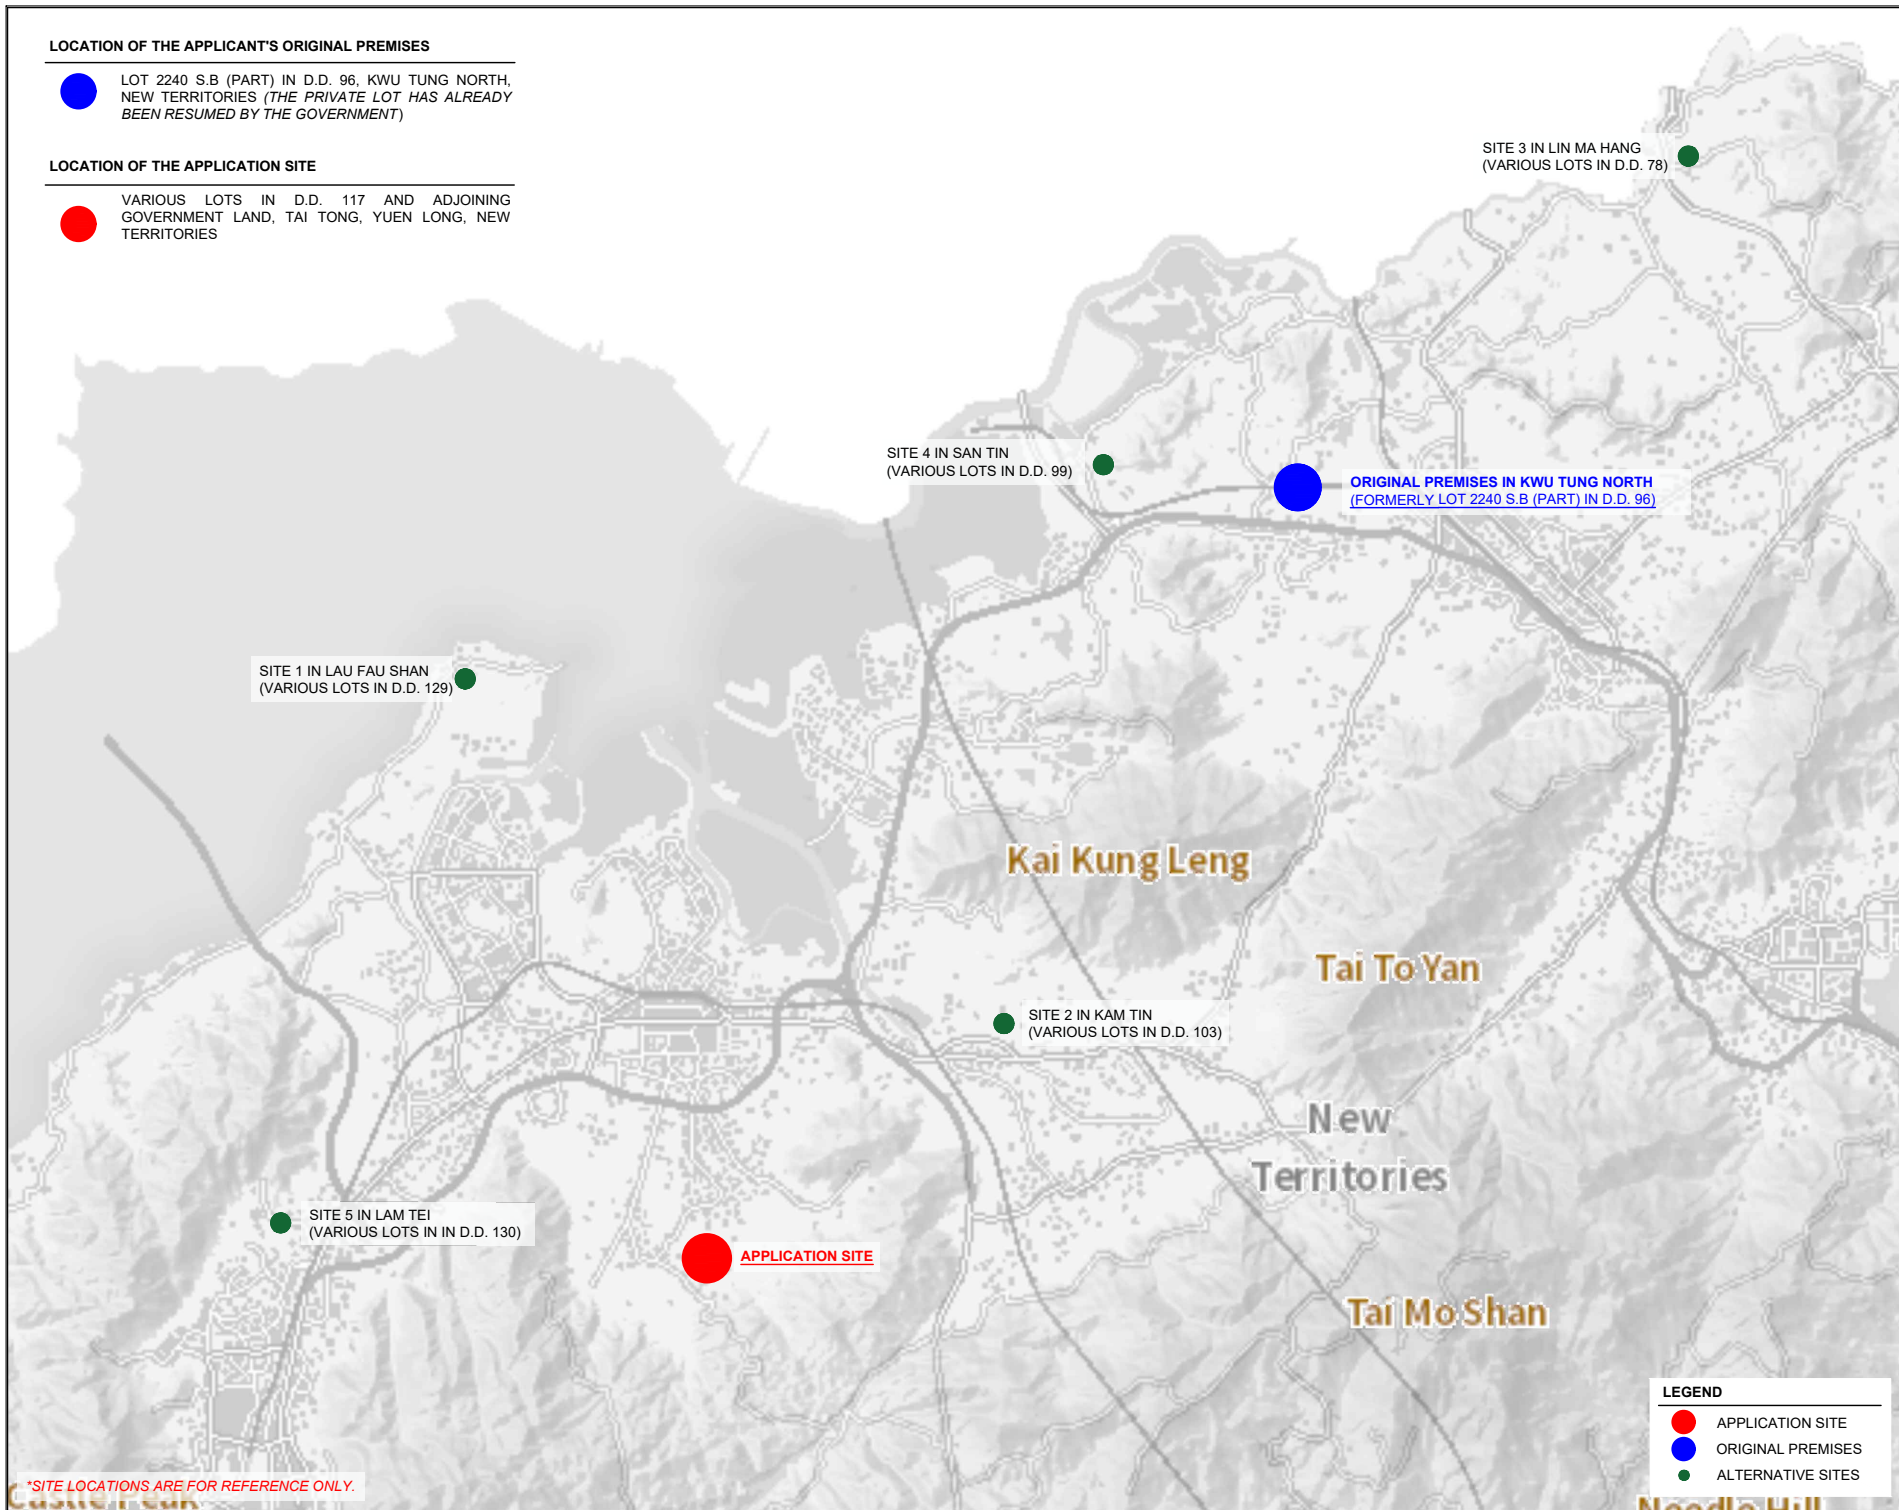 LOCATION OF THE APPLICANT'S ORIGINAL PREMISES
LOT 2240 S.B (PART) IN D.D. 96, KWU TUNG NORTH,
NEW TERRITORIES (THE PRIVATE LOT HAS ALREADY
BEEN RESUMED BY THE GOVERNMENT)
LOCATION OF THE APPLICATION SITE
VARIOUS LOTS IN D.D. 117 AND ADJOINING
GOVERNMENT LAND, TAI TONG, YUEN LONG, NEW
TERRITORIES
SITE 3 IN LIN MA HANG
(VARIOUS LOTS IN D.D. 78)
SITE 4 IN SAN TIN
(VARIOUS LOTS IN D.D. 99)
ORIGINAL PREMISES IN KWU TUNG NORTH
(FORMERLY LOT 2240 S.B (PART) IN D.D. 96)
SITE 1 IN LAU FAU SHAN
(VARIOUS LOTS IN D.D. 129)
Kai Kung Leng
Tai To Yan
SITE 2 IN KAM TIN
(VARIOUS LOTS IN D.D. 103)
New
Territories
SITE 5 IN LAM TEI
(VARIOUS LOTS IN IN D.D. 130)
APPLICATION SITE
Tai Mo Shan
LEGEND
APPLICATION SITE
ORIGINAL PREMISES
ALTERNATIVE SITES
*SITE LOCATIONS ARE FOR REFERENCE ONLY.
Castle Peak
Needle Hill